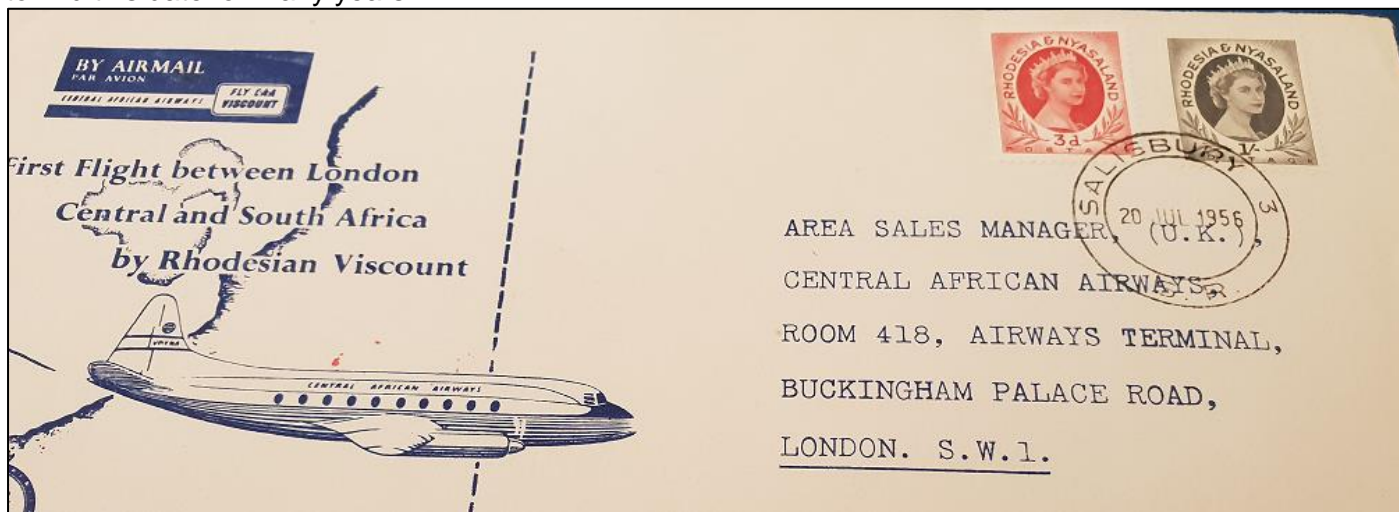 BY AIRMAIL
PAR AVION
CENTRAL AFRICAN AIRWAYS
FLY CAA
VISCOUNT
First Flight between London
Central and South Africa
by Rhodesian Viscount
CENTRAL AFRICAN AIRWAYS
RHODESIA & NYASALAND
3d
RHODESIA & NYASALAND
1/-
SALISBURY 3
20 JUL 1956
S. R.
AREA SALES MANAGER, (U.K.),
CENTRAL AFRICAN AIRWAYS,
ROOM 418, AIRWAYS TERMINAL,
BUCKINGHAM PALACE ROAD,
LONDON. S.W.1.